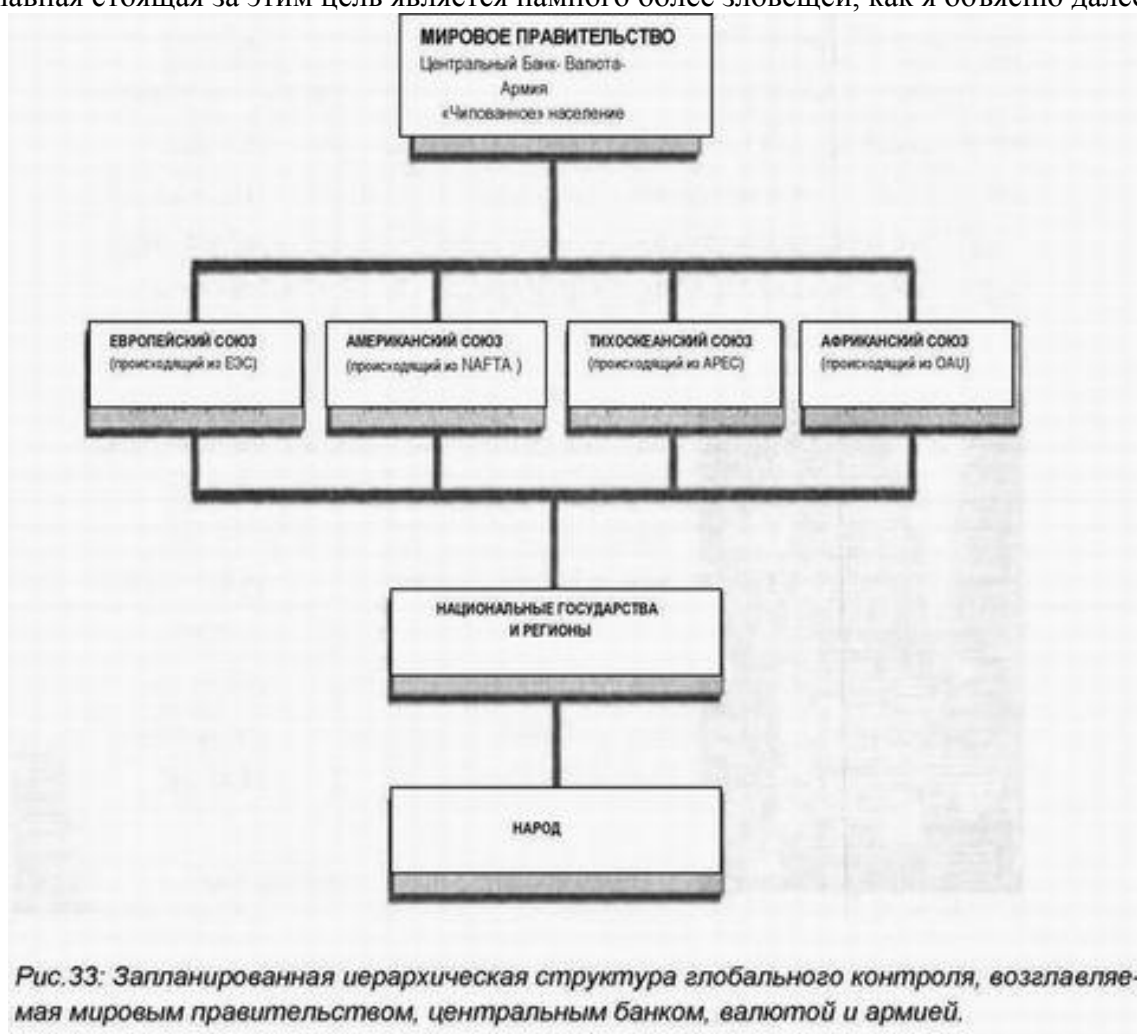 авная стоящая за этим цель является намного более зловещей, как я объясню далее
МИРОВОЕ ПРАВИТЕЛЬСТВО
Центральный Банк- Валюта-
Армия
«Чипованное» население
ЕВРОПЕЙСКИЙ СОЮЗ
(происходящий из ЕЭС)
АМЕРИКАНСКИЙ СОЮЗ
(происходящий из NAFTA )
ТИХООКЕАНСКИЙ СОЮЗ
(происходящий из APEC)
АФРИКАНСКИЙ СОЮЗ
(происходящий из OAU)
НАЦИОНАЛЬНЫЕ ГОСУДАРСТВА
И РЕГИОНЫ
НАРОД
Рис.33: Запланированная иерархическая структура глобального контроля, возглавляе-
мая мировым правительством, центральным банком, валютой и армией.